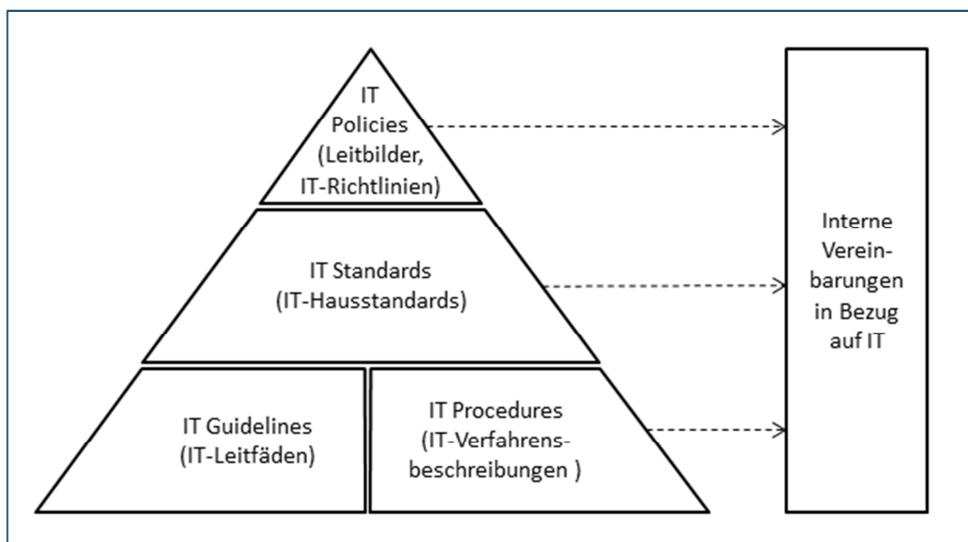 IT
Policies
(Leitbilder,
IT-Richtlinien)
IT Standards
(IT-Hausstandards)
IT Guidelines
(IT-Leitfäden)
IT Procedures
(IT-Verfahrens-
beschreibungen )
Interne
Verein-
barungen
in Bezug
auf IT